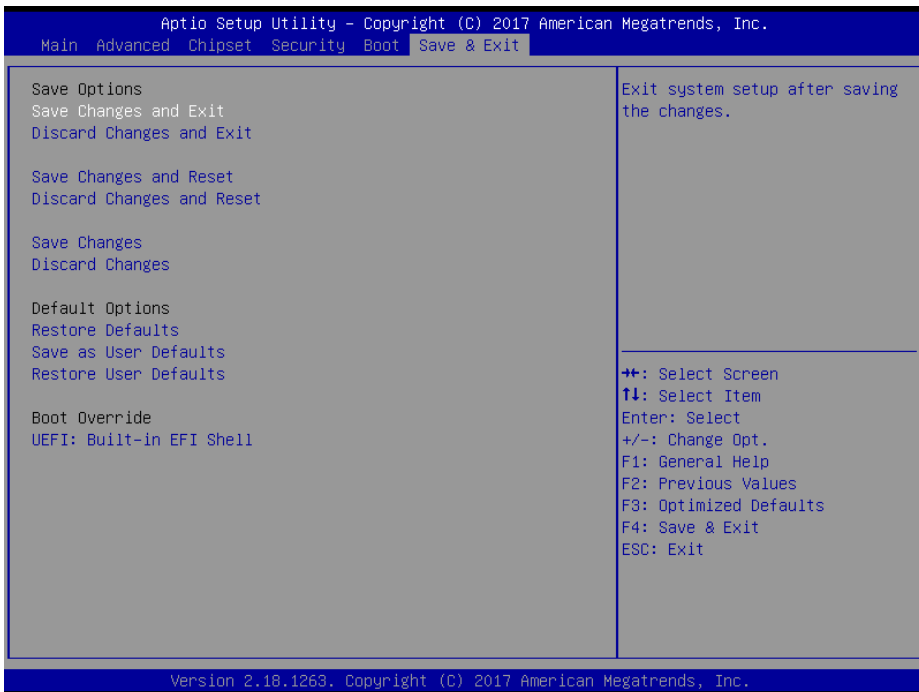 Aptio Setup Utility – Copyright (C) 2017 American Megatrends, Inc.
Main Advanced Chipset Security Boot Save & Exit
Save Options
Save Changes and Exit
Discard Changes and Exit
Save Changes and Reset
Discard Changes and Reset
Save Changes
Discard Changes
Default Options
Restore Defaults
Save as User Defaults
Restore User Defaults
Boot Override
UEFI: Built-in EFI Shell
Exit system setup after saving
the changes.
→←: Select Screen
↑↓: Select Item
Enter: Select
+/-: Change Opt.
F1: General Help
F2: Previous Values
F3: Optimized Defaults
F4: Save & Exit
ESC: Exit
Version 2.18.1263. Copyright (C) 2017 American Megatrends, Inc.